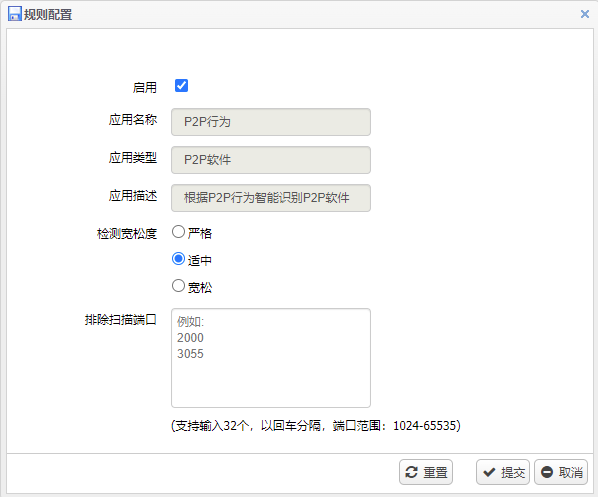 规则配置
启用
应用名称 P2P行为
应用类型 P2P软件
应用描述 根据P2P行为智能识别P2P软件
检测宽松度 严格
适中
宽松
排除扫描端口 例如:
2000
3055
(支持输入32个，以回车分隔，端口范围：1024-65535)
重置 提交 取消